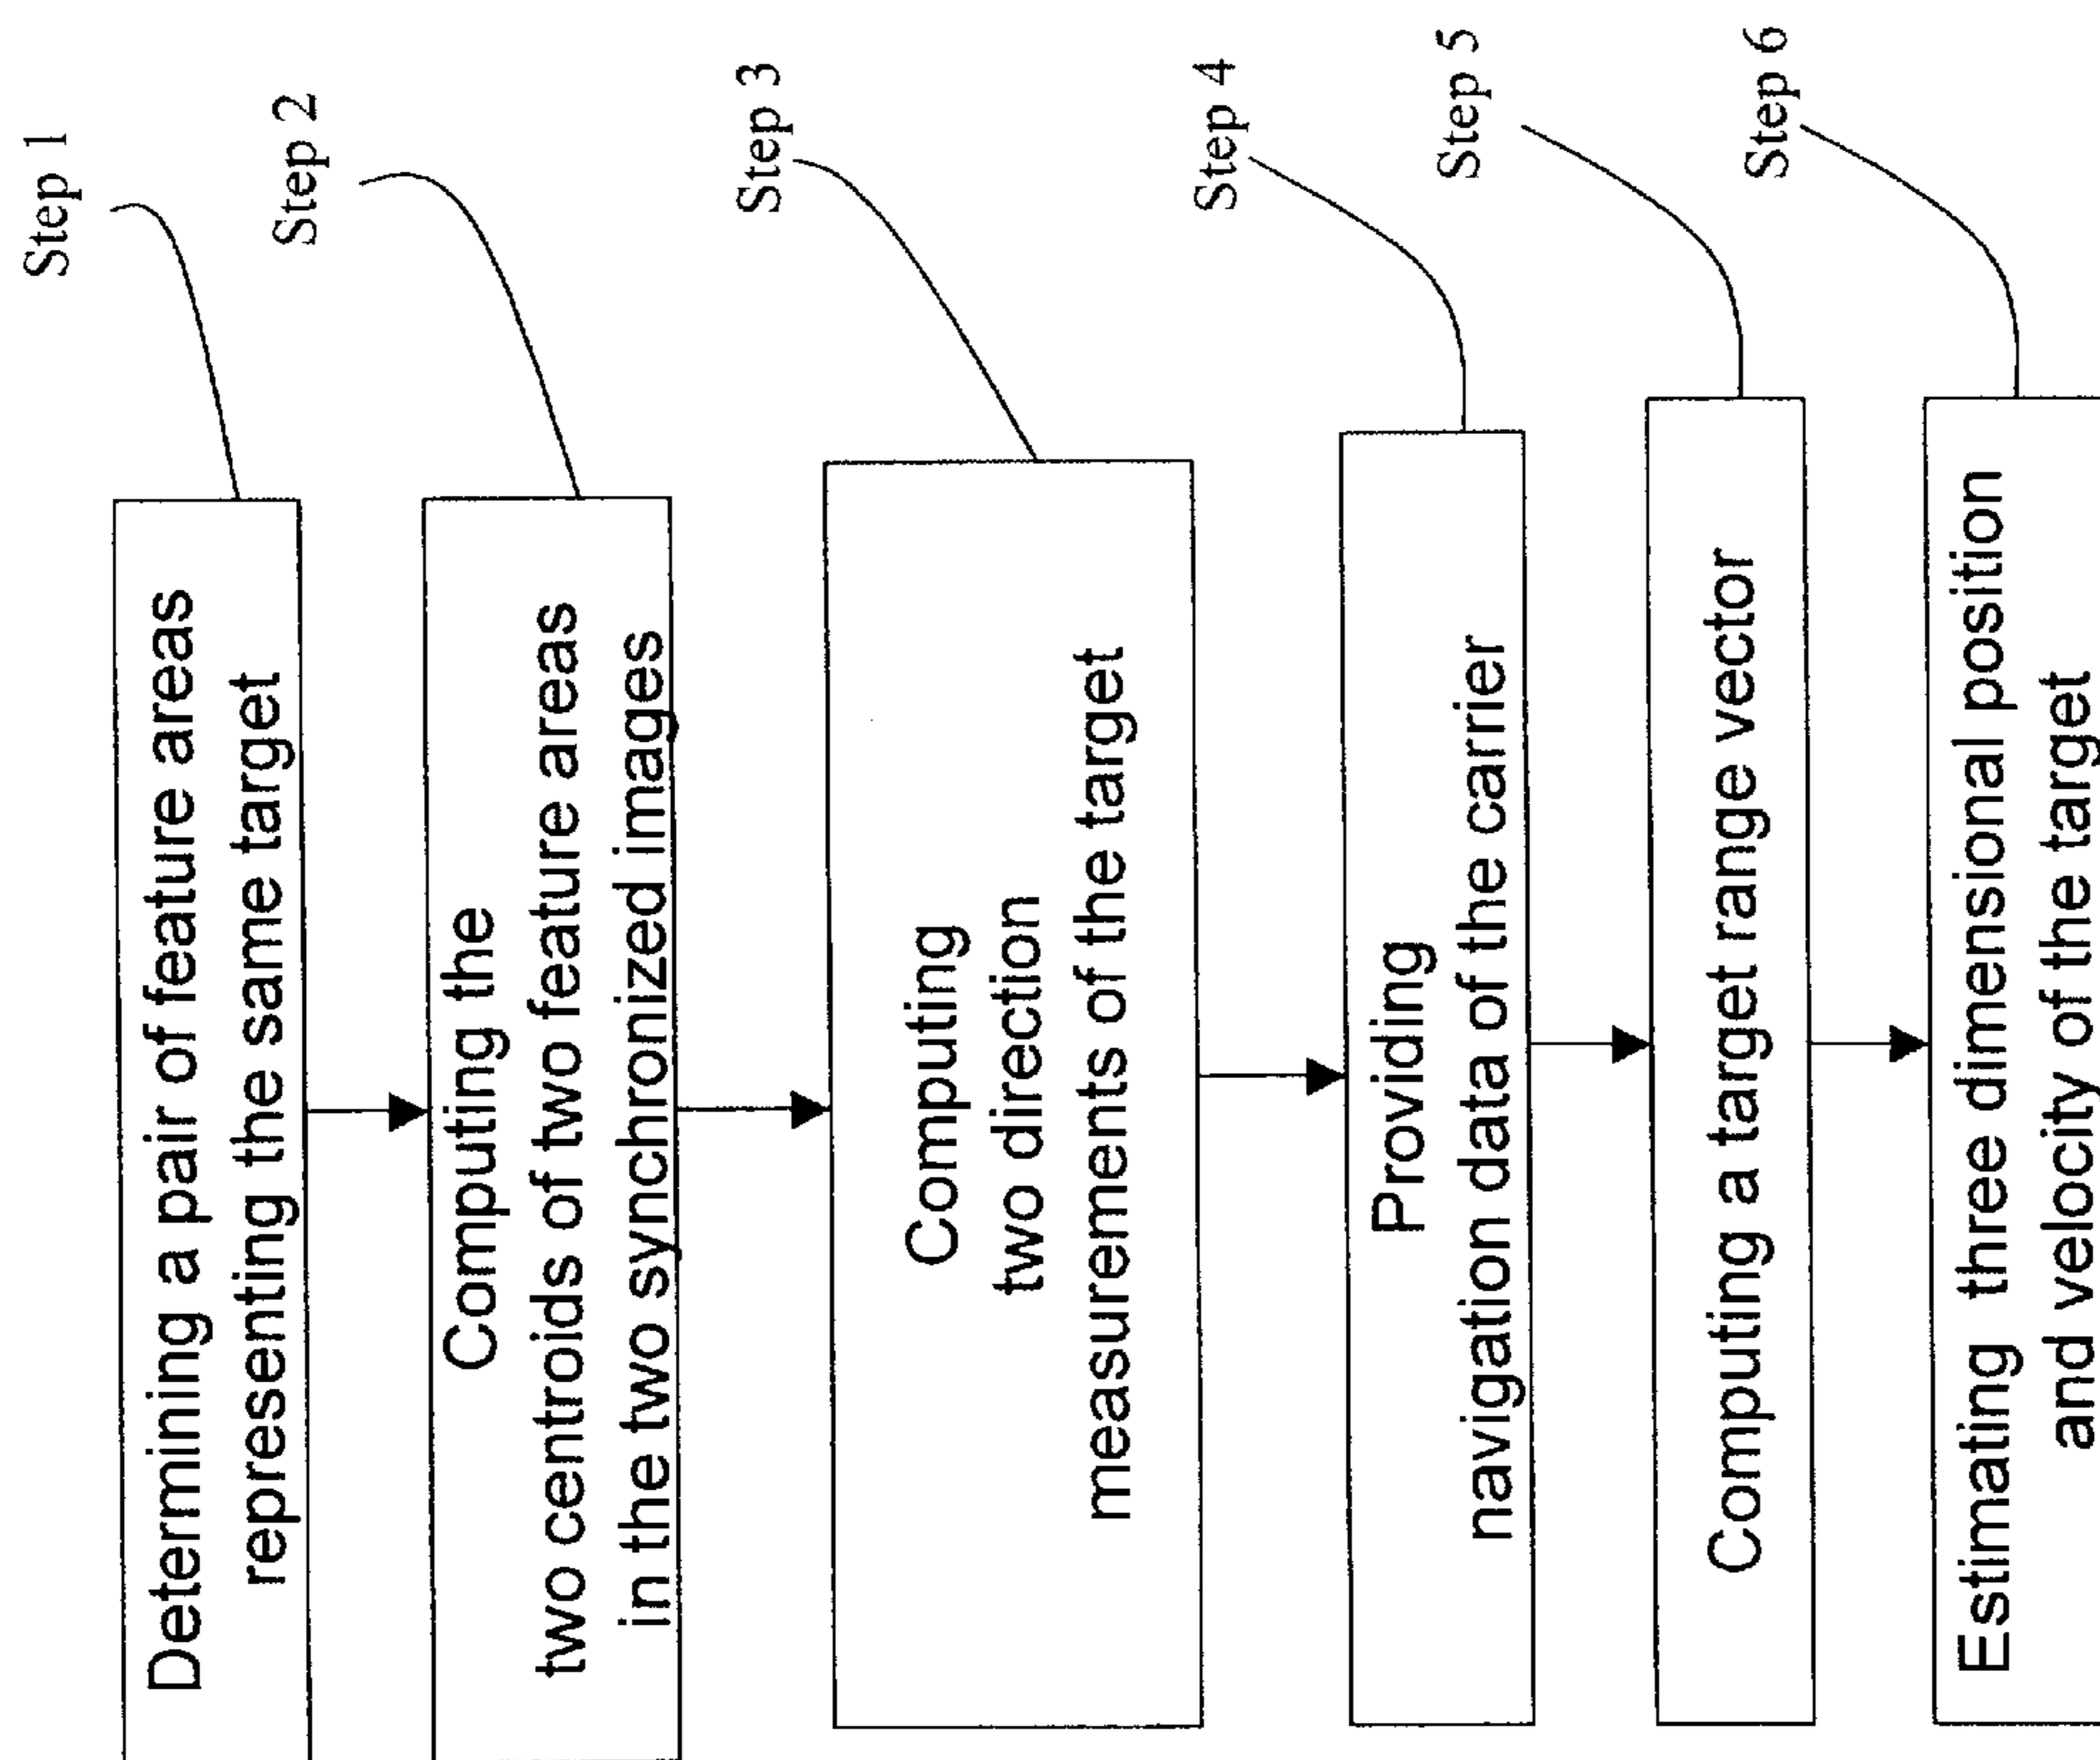 Step 1
Determining a pair of feature areas
representing the same target
Step 2
Computing the
two centroids of two feature areas
in the two synchronized images
Step 3
Computing
two direction
measurements of the target
Step 4
Providing
navigation data of the carrier
Step 5
Computing a target range vector
Step 6
Estimating three dimensional position
and velocity of the target